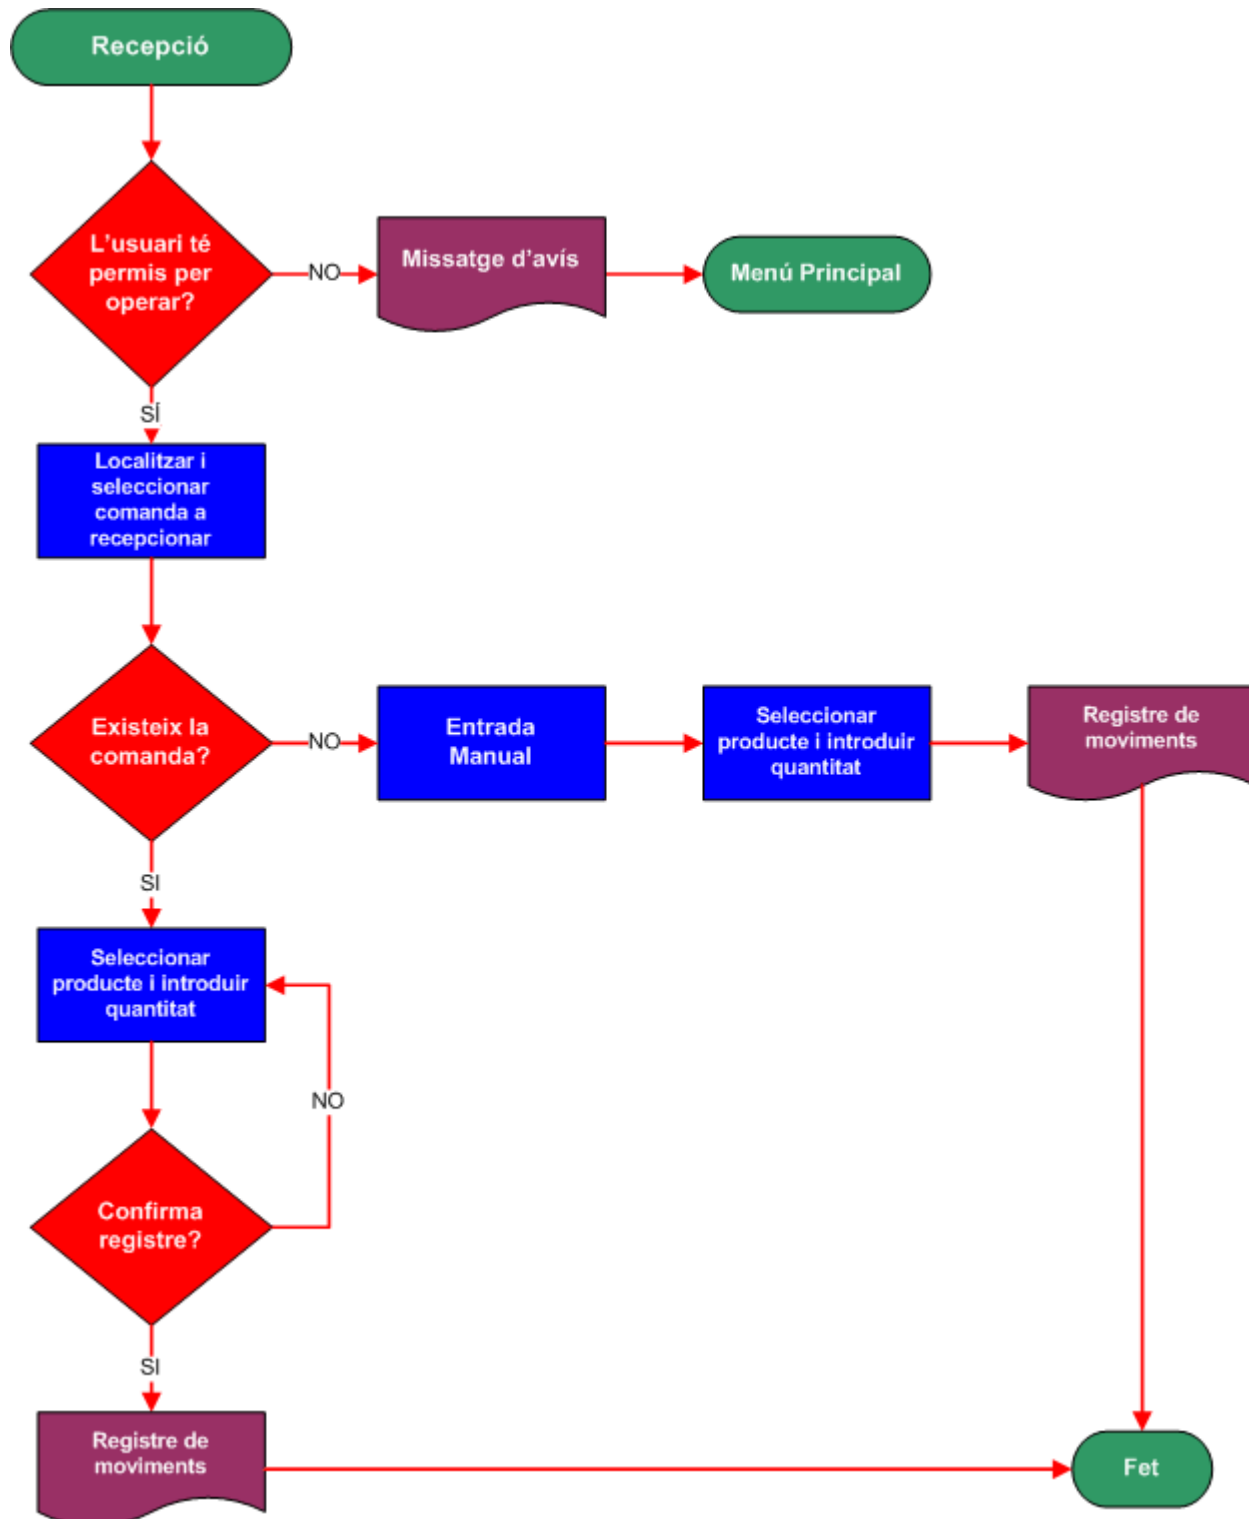 Recepció
L'usuari té
permis per
operar?
NO
Missatge d'avís
Menú Principal
SÍ
Localitzar i
seleccionar
comanda a
recepcionar
Existeix la
comanda?
NO
Entrada
Manual
Seleccionar
producte i introduir
quantitat
Registre de
moviments
SI
Seleccionar
producte i introduir
quantitat
NO
Confirma
registre?
SI
Registre de
moviments
Fet